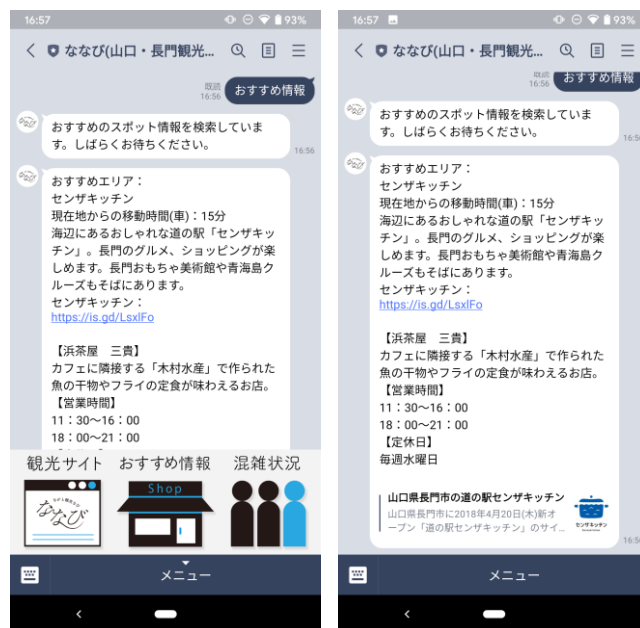 16:57
93%
ななび(山口・長門観光...
既読
16:56
おすすめ情報
おすすめのスポット情報を検索していま
す。しばらくお待ちください。
16:56
おすすめエリア：
センザキッチン
現在地からの移動時間(車)：15分
海辺にあるおしゃれな道の駅「センザキッ
チン」。長門のグルメ、ショッピングが楽
しめます。長門おもちゃ美術館や青海島ク
ルーズもそばにあります。
センザキッチン：
https://is.gd/LsxlFo
【浜茶屋　三貴】
カフェに隣接する「木村水産」で作られた
魚の干物やフライの定食が味わえるお店。
【営業時間】
11：30〜16：00
18：00〜21：00
観光サイト
おすすめ情報
混雑状況
ななび
Shop
メニュー
16:57
91%
ななび(山口・長門観光...
既読
16:56
おすすめ情報
おすすめのスポット情報を検索していま
す。しばらくお待ちください。
16:56
おすすめエリア：
センザキッチン
現在地からの移動時間(車)：15分
海辺にあるおしゃれな道の駅「センザキッ
チン」。長門のグルメ、ショッピングが楽
しめます。長門おもちゃ美術館や青海島ク
ルーズもそばにあります。
センザキッチン：
https://is.gd/LsxlFo
【浜茶屋　三貴】
カフェに隣接する「木村水産」で作られた
魚の干物やフライの定食が味わえるお店。
【営業時間】
11：30〜16：00
18：00〜21：00
【定休日】
毎週水曜日
山口県長門市の道の駅センザキッチン
山口県長門市に2018年4月20日(木)新オ
ープン「道の駅センザキッチン」のサイ...
センザキッチン
16:56
メニュー